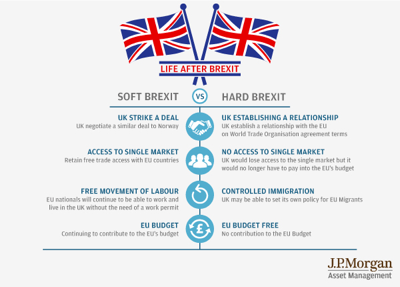 LIFE AFTER BREXIT
SOFT BREXIT
VS
HARD BREXIT
UK STRIKE A DEAL
UK negotiate a similar deal to Norway
UK ESTABLISHING A RELATIONSHIP
UK establish a relationship with the EU
on World Trade Organisation agreement terms
ACCESS TO SINGLE MARKET
Retain free trade access with EU countries
NO ACCESS TO SINGLE MARKET
UK would lose access to the single market but it
would no longer have to pay into the EU's budget
FREE MOVEMENT OF LABOUR
EU nationals will continue to be able to work and
live in the UK without the need of a work permit
CONTROLLED IMMIGRATION
UK may be able to set its own policy for EU Migrants
EU BUDGET
Continuing to contribute to the EU's budget
£
EU BUDGET FREE
No contribution to the EU Budget
J.P.Morgan
Asset Management